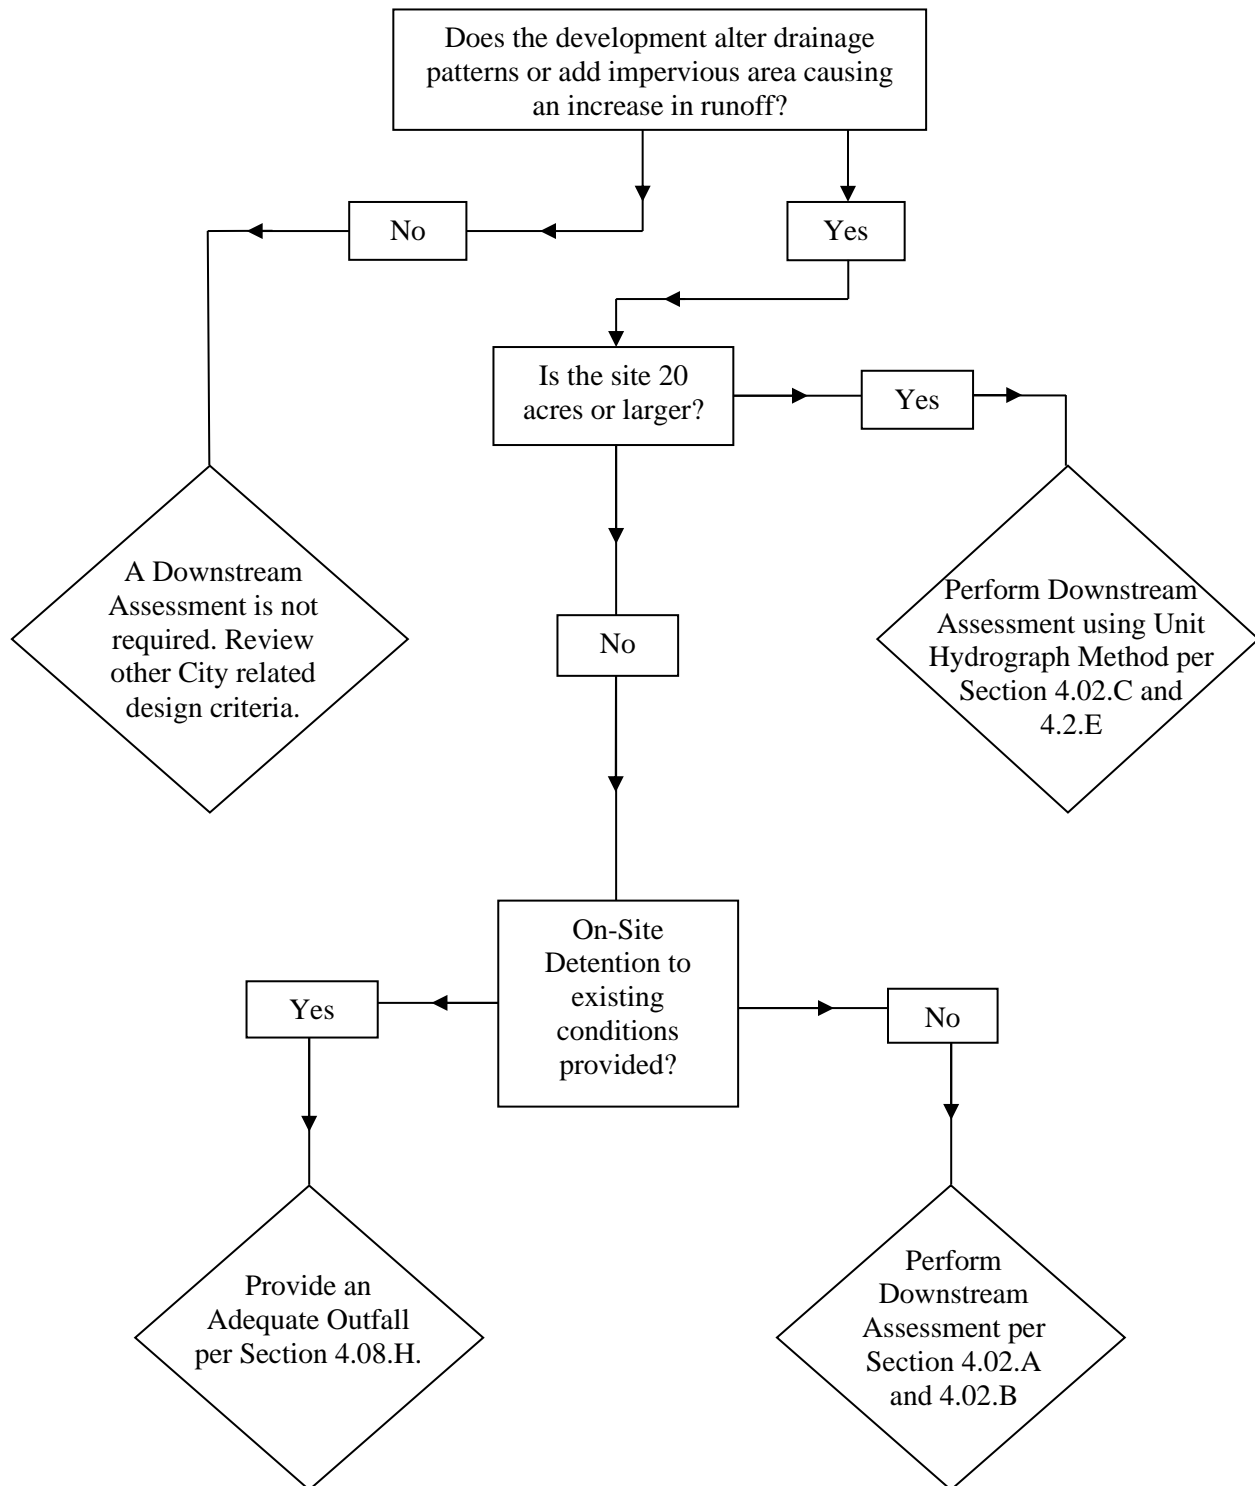 Does the development alter drainage
patterns or add impervious area causing
an increase in runoff?
No
Yes
Is the site 20
acres or larger?
Yes
A Downstream
Assessment is not
required. Review
other City related
design criteria.
No
Perform Downstream
Assessment using Unit
Hydrograph Method per
Section 4.02.C and
4.2.E
On-Site
Detention to
existing
conditions
provided?
Yes
No
Provide an
Adequate Outfall
per Section 4.08.H.
Perform
Downstream
Assessment per
Section 4.02.A
and 4.02.B